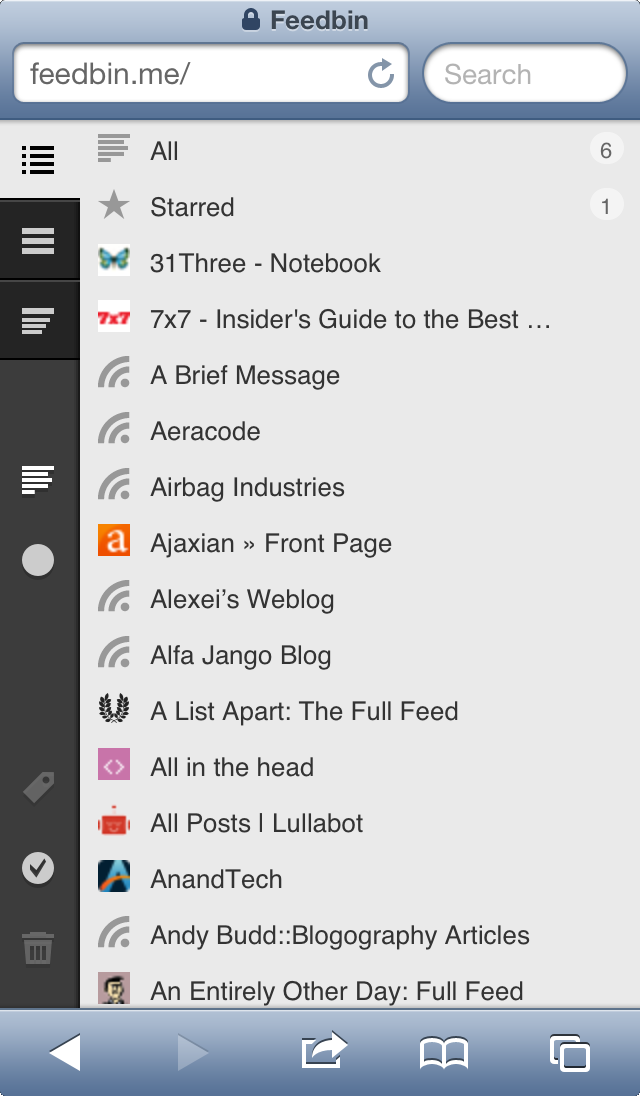 Feedbin
feedbin.me/
Search
All 6
Starred 1
31Three - Notebook
7x7 7x7 - Insider's Guide to the Best …
A Brief Message
Aeracode
Airbag Industries
a Ajaxian » Front Page
Alexei’s Weblog
Alfa Jango Blog
A List Apart: The Full Feed
<> All in the head
All Posts | Lullabot
AnandTech
Andy Budd::Blogography Articles
An Entirely Other Day: Full Feed